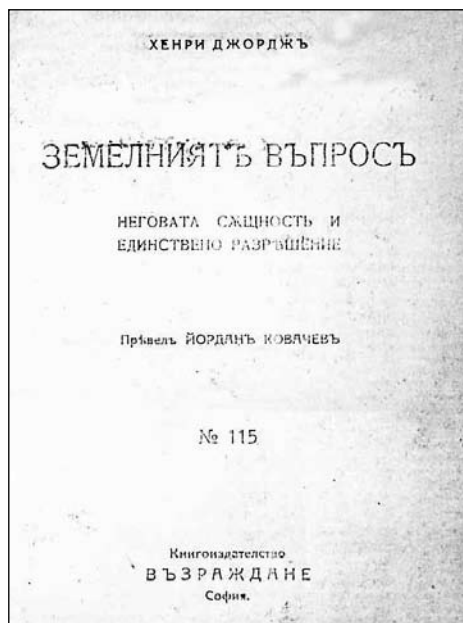 ХЕНРИ ДЖОРДЖЪ
ЗЕМЕЛНИЯТЪ ВЪПРОСЪ
НЕГОВАТА СѪЩНОСТЬ И
ЕДИНСТВЕНО РАЗРѢШЕНИЕ
Прѣвелъ ЙОРДАНЪ КОВАЧЕВЪ
№ 115
Книгоиздателство
ВЪЗРАЖДАНЕ
София.